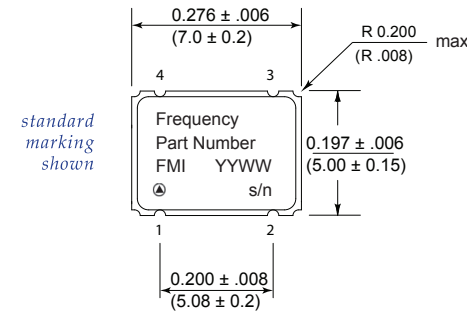 0.276 ± .006
(7.0 ± 0.2)
R 0.200 max
(R .008)
4 3
standard
marking
shown
Frequency
Part Number
FMI YYWW
s/n
0.197 ± .006
(5.00 ± 0.15)
1 2
0.200 ± .008
(5.08 ± 0.2)